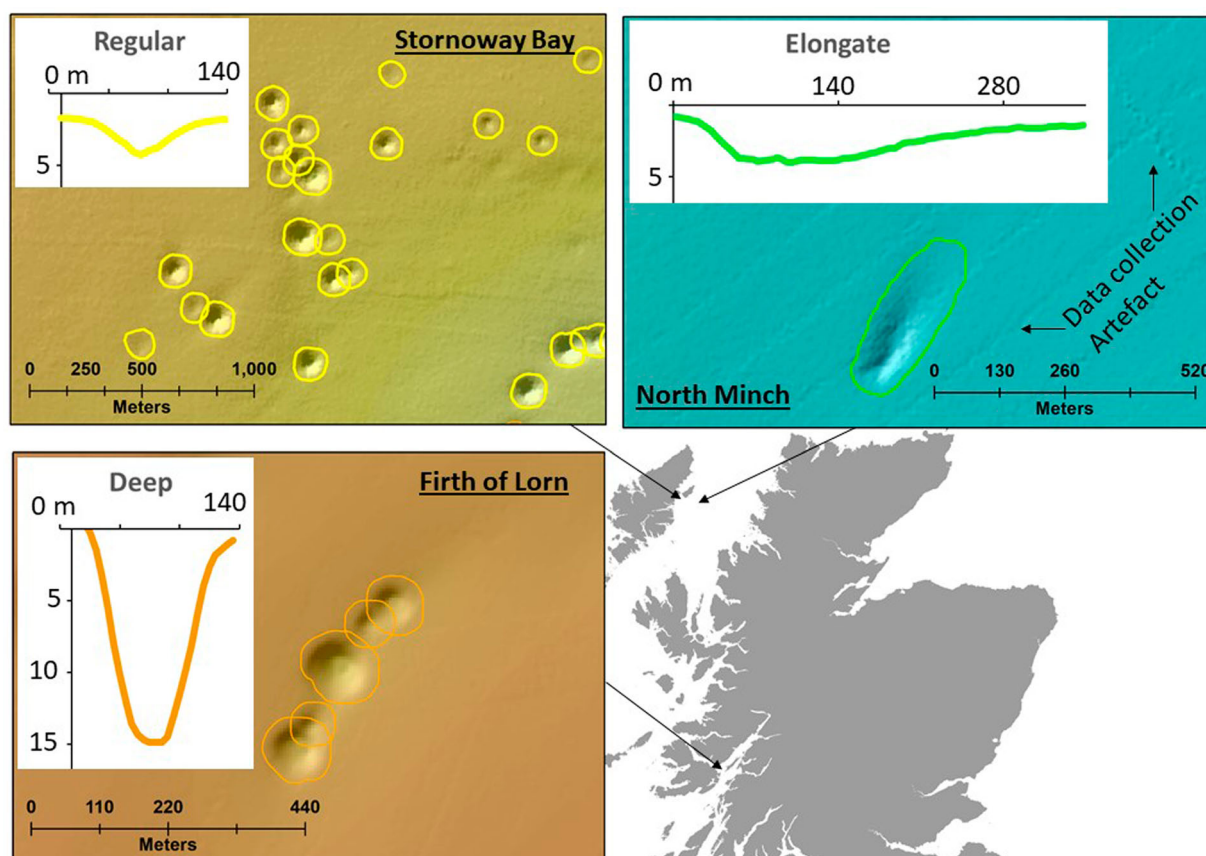 Regular
0 m 140
5
Stornoway Bay
0 250 500 1,000
Meters
Elongate
0 m 140 280
5
Data collection
Artefact
North Minch
0 130 260 520
Meters
Deep
0 m 140
5
10
15
Firth of Lorn
0 110 220 440
Meters